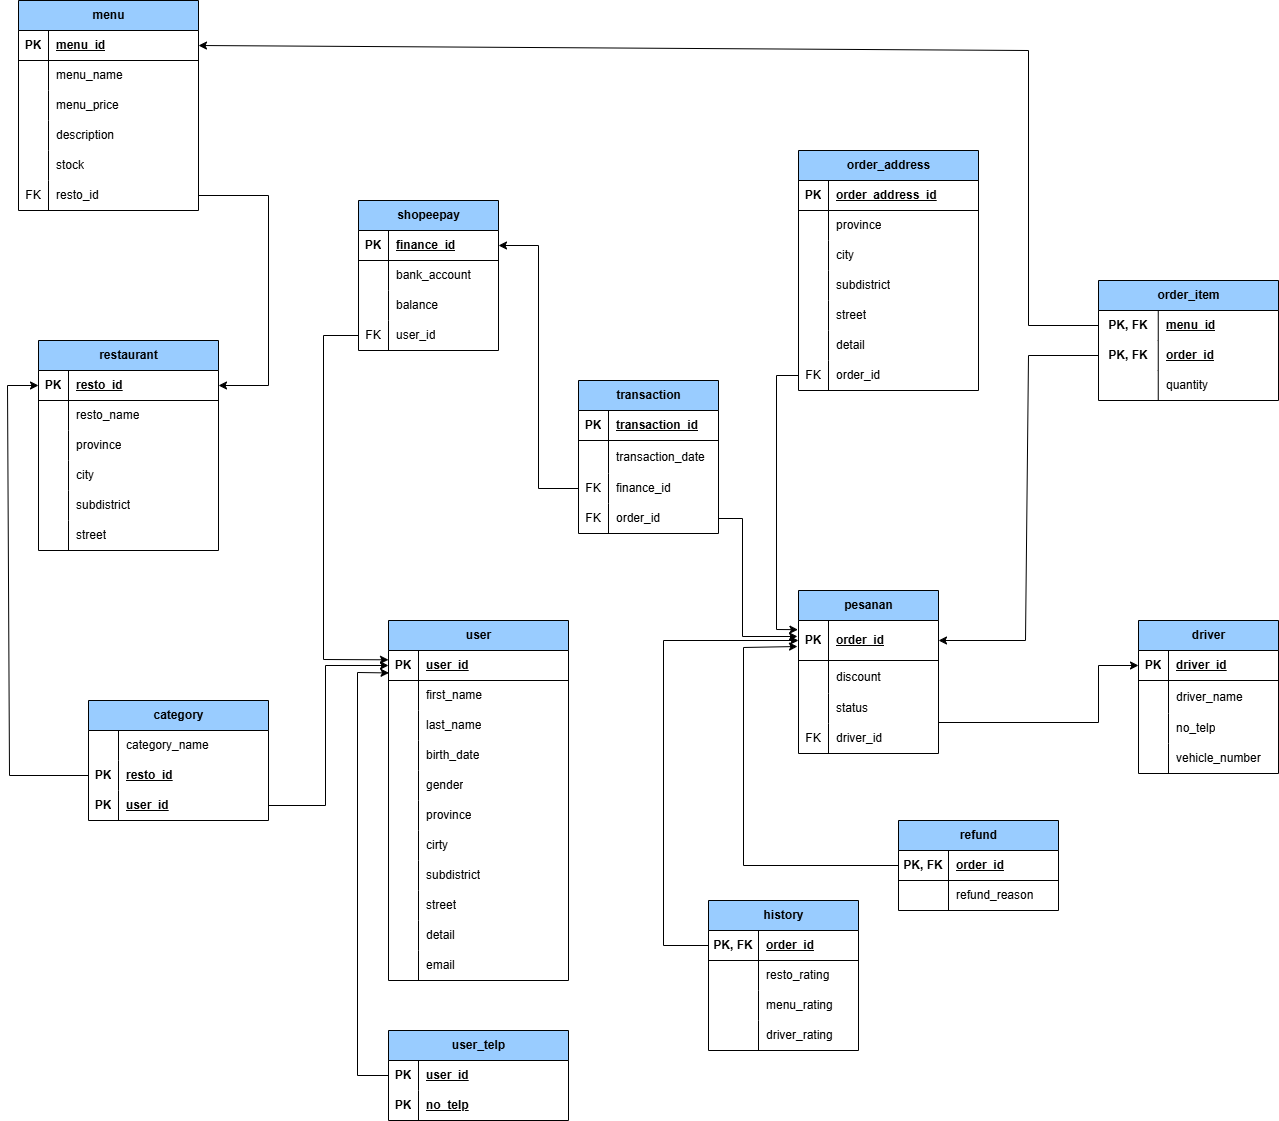 menu
PK menu_id
menu_name
menu_price
description
stock
FK resto_id
restaurant
PK resto_id
resto_name
province
city
subdistrict
street
category
category_name
PK resto_id
PK user_id
shopeepay
PK finance_id
bank_account
balance
FK user_id
user
PK user_id
first_name
last_name
birth_date
gender
province
cirty
subdistrict
street
detail
email
user_telp
PK user_id
PK no_telp
transaction
PK transaction_id
transaction_date
FK finance_id
FK order_id
order_address
PK order_address_id
province
city
subdistrict
street
detail
FK order_id
pesanan
PK order_id
discount
status
FK driver_id
history
PK, FK order_id
resto_rating
menu_rating
driver_rating
refund
PK, FK order_id
refund_reason
order_item
PK, FK menu_id
PK, FK order_id
quantity
driver
PK driver_id
driver_name
no_telp
vehicle_number